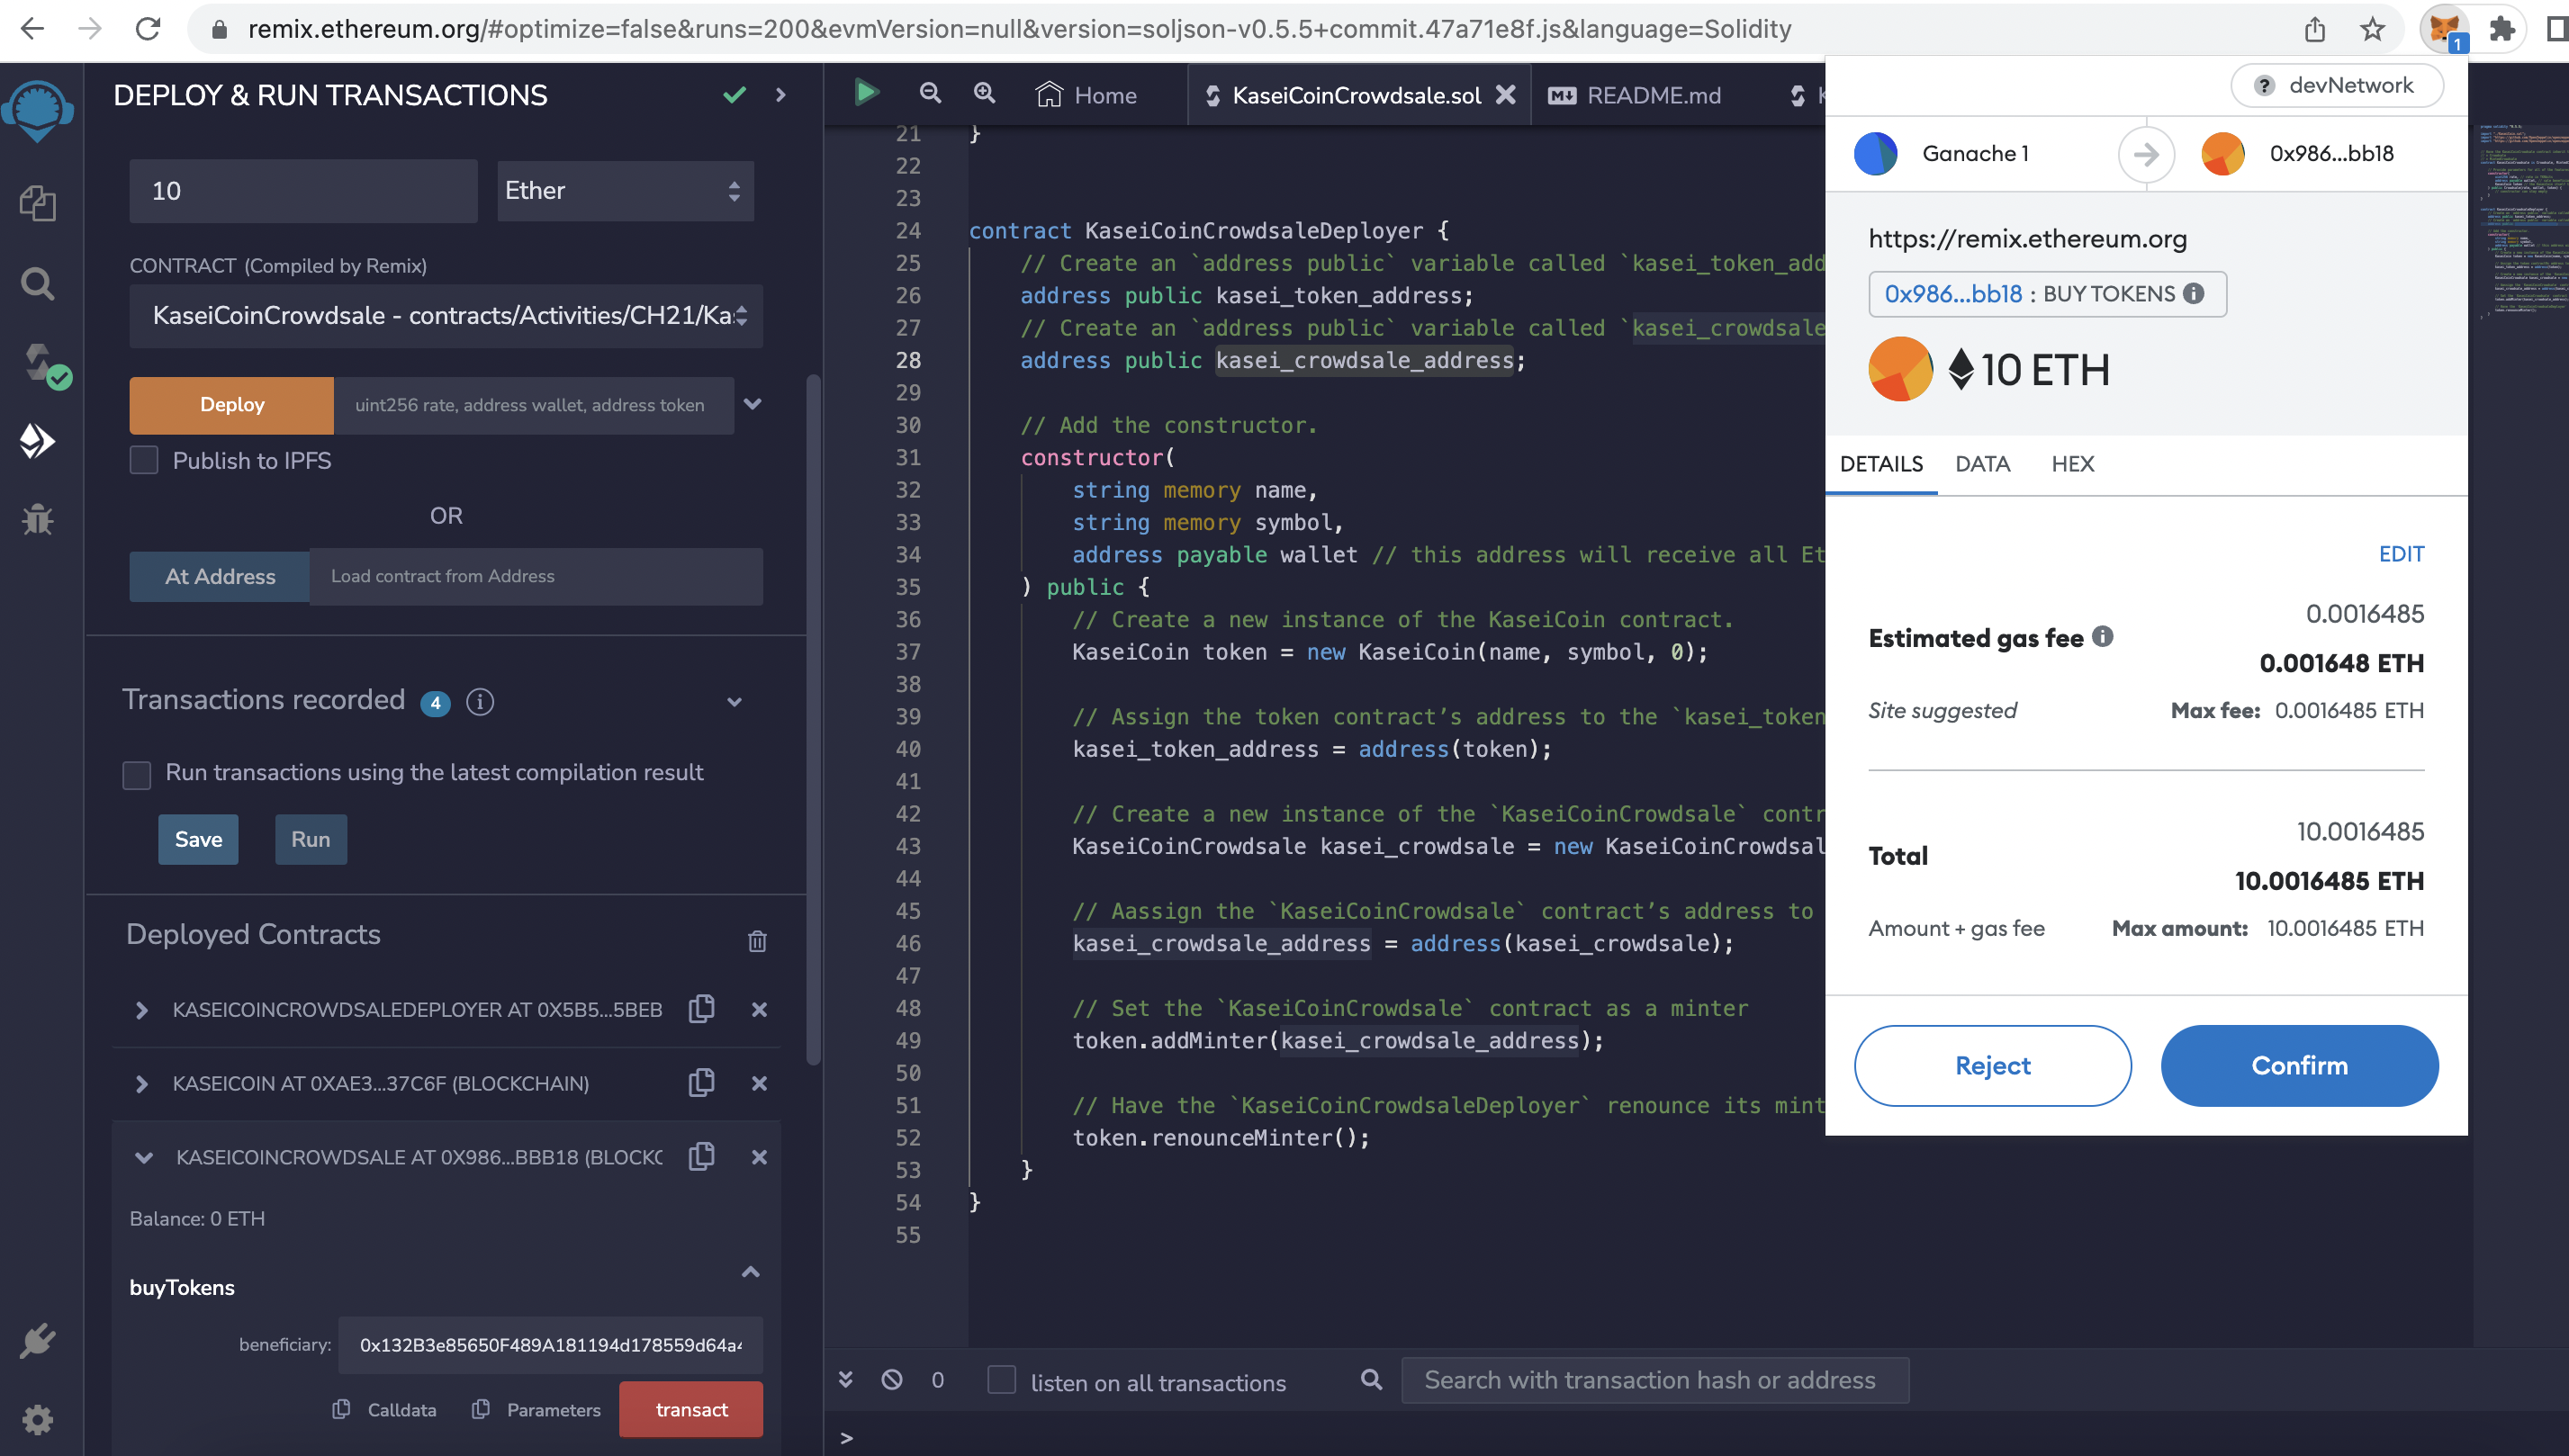 remix.ethereum.org/#optimize=false&runs=200&evmVersion=null&version=soljson-v0.5.5+commit.47a71e8f.js&language=Solidity
1
DEPLOY & RUN TRANSACTIONS
10
Ether
CONTRACT (Compiled by Remix)
KaseiCoinCrowdsale - contracts/Activities/CH21/Ka
Deploy
uint256 rate, address wallet, address token
Publish to IPFS
OR
At Address
Load contract from Address
Transactions recorded 4
Run transactions using the latest compilation result
Save
Run
Deployed Contracts
KASEICOINCROWDSALEDEPLOYER AT 0X5B5...5BEB
KASEICOIN AT 0XAE3...37C6F (BLOCKCHAIN)
KASEICOINCROWDSALE AT 0X986...BBB18 (BLOCKC
Balance: 0 ETH
buyTokens
beneficiary:
0x132B3e85650F489A181194d178559d64a4
Calldata
Parameters
transact
Home
KaseiCoinCrowdsale.sol
README.md
21 }
22
23
24 contract KaseiCoinCrowdsaleDeployer {
25 // Create an `address public` variable called `kasei_token_add
26 address public kasei_token_address;
27 // Create an `address public` variable called `kasei_crowdsale
28 address public kasei_crowdsale_address;
29
30 // Add the constructor.
31 constructor(
32 string memory name,
33 string memory symbol,
34 address payable wallet // this address will receive all Et
35 ) public {
36 // Create a new instance of the KaseiCoin contract.
37 KaseiCoin token = new KaseiCoin(name, symbol, 0);
38
39 // Assign the token contract’s address to the `kasei_token
40 kasei_token_address = address(token);
41
42 // Create a new instance of the `KaseiCoinCrowdsale` contr
43 KaseiCoinCrowdsale kasei_crowdsale = new KaseiCoinCrowdsal
44
45 // Aassign the `KaseiCoinCrowdsale` contract’s address to
46 kasei_crowdsale_address = address(kasei_crowdsale);
47
48 // Set the `KaseiCoinCrowdsale` contract as a minter
49 token.addMinter(kasei_crowdsale_address);
50
51 // Have the `KaseiCoinCrowdsaleDeployer` renounce its mint
52 token.renounceMinter();
53 }
54 }
55
0
listen on all transactions
Search with transaction hash or address
>
devNetwork
Ganache 1
0x986...bb18
https://remix.ethereum.org
0x986...bb18 : BUY TOKENS
10 ETH
DETAILS
DATA
HEX
EDIT
0.0016485
Estimated gas fee
0.001648 ETH
Site suggested
Max fee: 0.0016485 ETH
10.0016485
Total
10.0016485 ETH
Amount + gas fee
Max amount: 10.0016485 ETH
Reject
Confirm